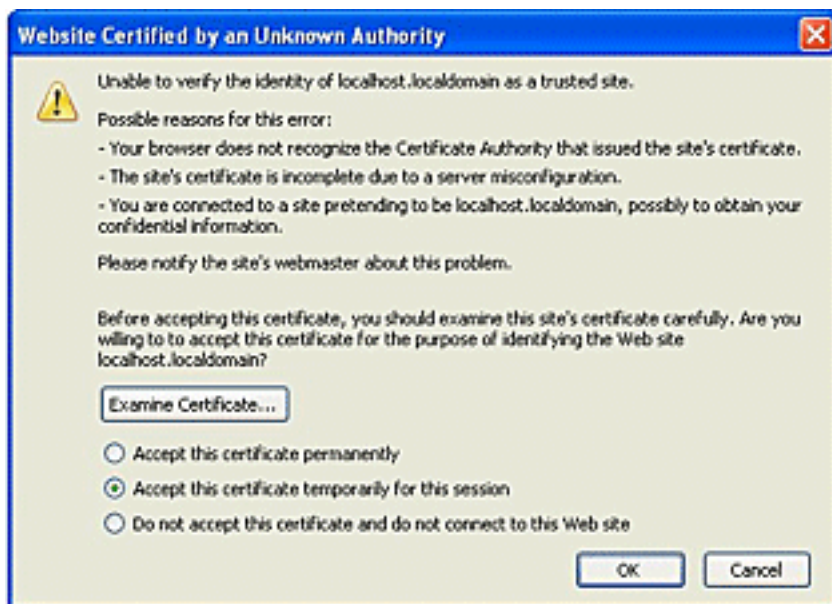 Website Certified by an Unknown Authority
Unable to verify the identity of localhost.localdomain as a trusted site.
Possible reasons for this error:
- Your browser does not recognize the Certificate Authority that issued the site's certificate.
- The site's certificate is incomplete due to a server misconfiguration.
- You are connected to a site pretending to be localhost.localdomain, possibly to obtain your
confidential information.
Please notify the site's webmaster about this problem.
Before accepting this certificate, you should examine this site's certificate carefully. Are you
willing to to accept this certificate for the purpose of identifying the Web site
localhost.localdomain?
Examine Certificate...
Accept this certificate permanently
Accept this certificate temporarily for this session
Do not accept this certificate and do not connect to this Web site
OK Cancel